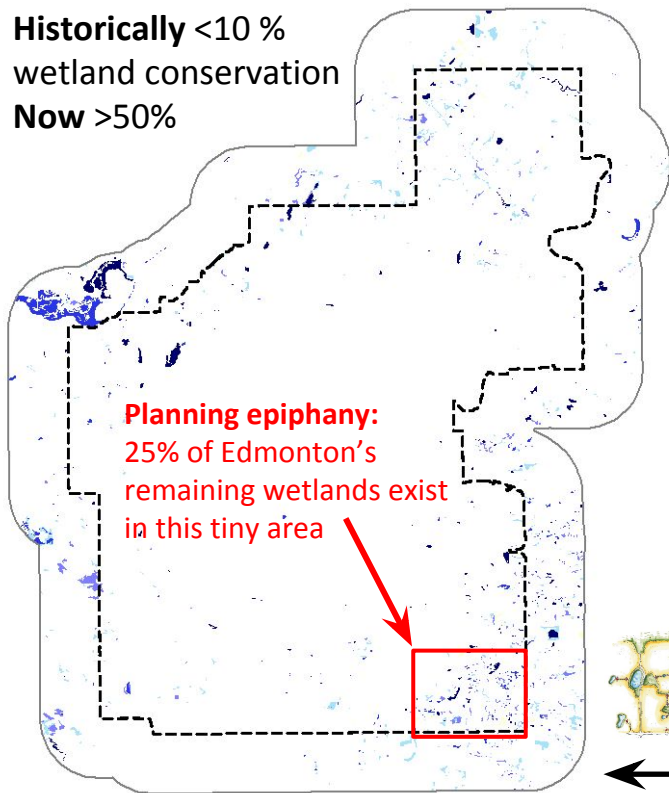 Historically <10 %
wetland conservation
Now >50%
Planning epiphany:
25% of Edmonton’s
remaining wetlands exist
in this tiny area